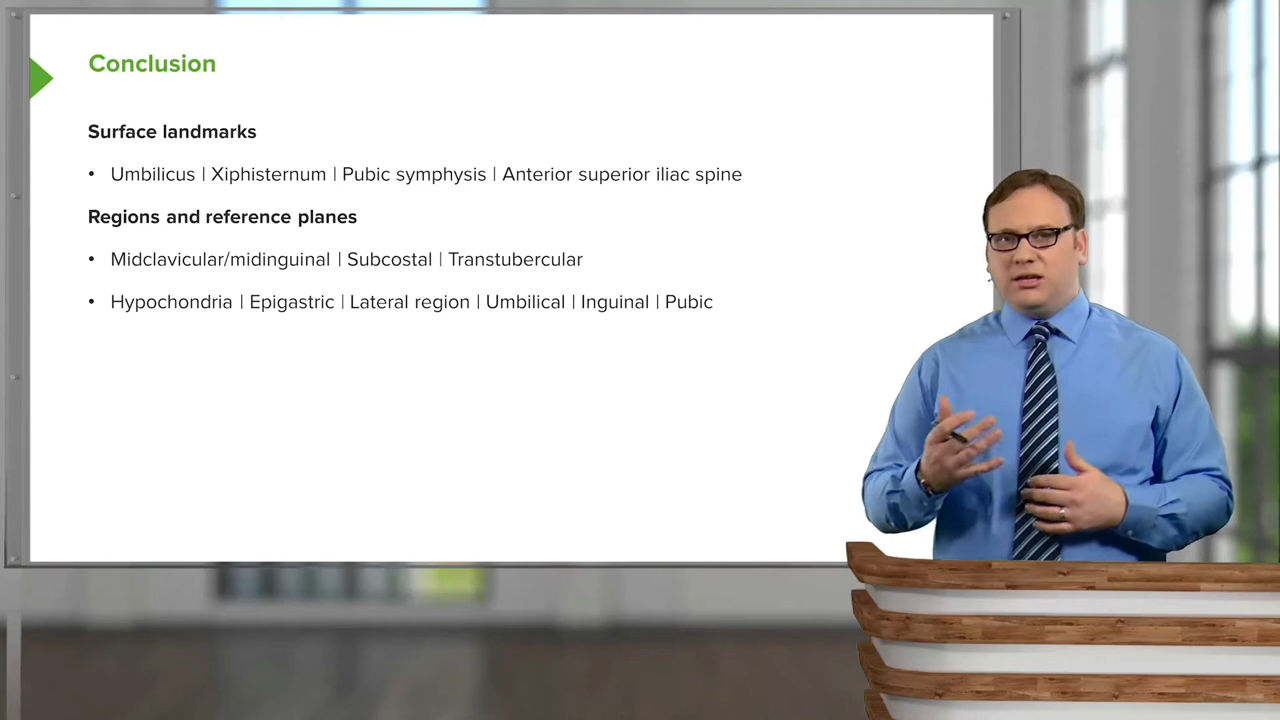 Conclusion
Surface landmarks
• Umbilicus | Xiphisternum | Pubic symphysis | Anterior superior iliac spine
Regions and reference planes
• Midclavicular/midinguinal | Subcostal | Transtubercular
• Hypochondria | Epigastric | Lateral region | Umbilical | Inguinal | Pubic